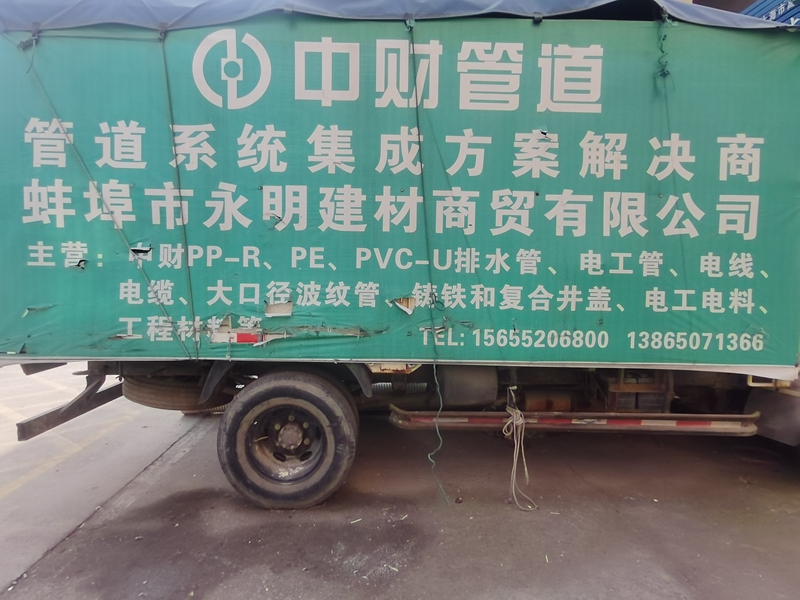 中财管道
管道系统集成方案解决商
蚌埠市永明建材商贸有限公司
主营：中财PP-R、PE、PVC-U排水管、电工管、电线、
电缆、大口径波纹管、铸铁和复合井盖、电工电料、
工程材料等 TEL: 15655206800 13865071366